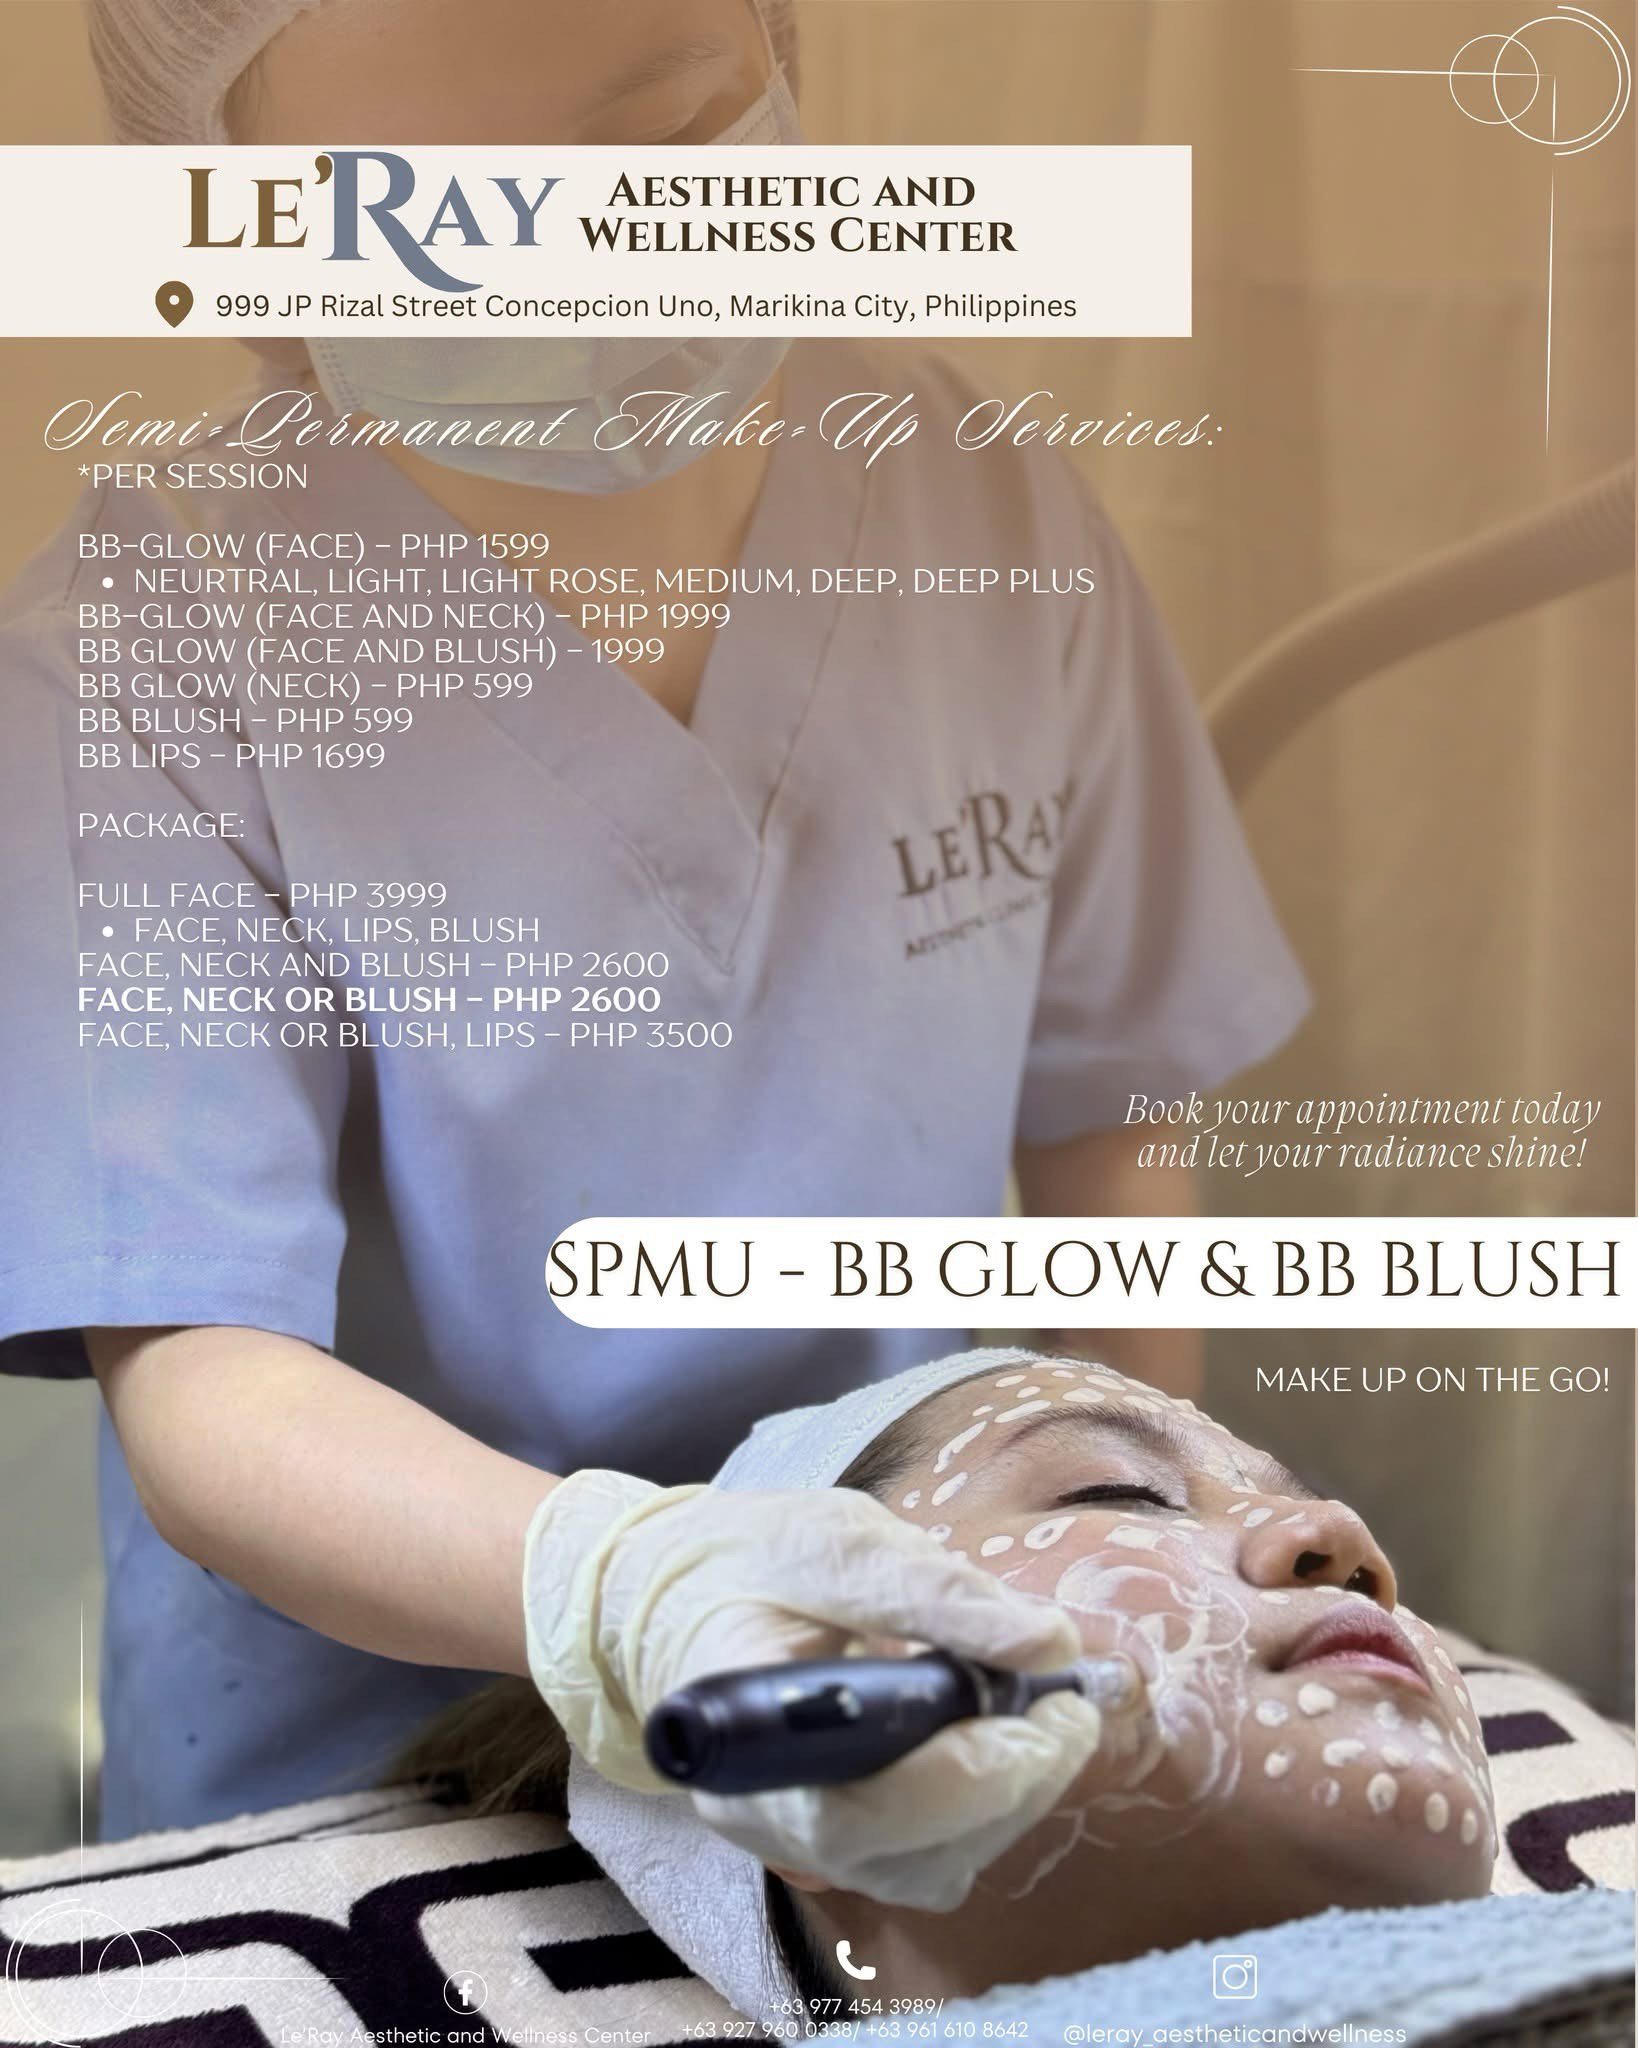 LE'RAY AESTHETIC AND
WELLNESS CENTER
999 JP Rizal Street Concepcion Uno, Marikina City, Philippines
Semi-Permanent Make-Up Services:
*PER SESSION
BB-GLOW (FACE) – PHP 1599
• NEURTRAL, LIGHT, LIGHT ROSE, MEDIUM, DEEP, DEEP PLUS
BB-GLOW (FACE AND NECK) – PHP 1999
BB GLOW (FACE AND BLUSH) – 1999
BB GLOW (NECK) – PHP 599
BB BLUSH – PHP 599
BB LIPS – PHP 1699
PACKAGE:
FULL FACE – PHP 3999
• FACE, NECK, LIPS, BLUSH
FACE, NECK AND BLUSH – PHP 2600
FACE, NECK OR BLUSH – PHP 2600
FACE, NECK OR BLUSH, LIPS – PHP 3500
LE'RAY
Book your appointment today
and let your radiance shine!
SPMU - BB GLOW & BB BLUSH
MAKE UP ON THE GO!
Le'Ray Aesthetic and Wellness Center
+63 977 454 3989/
+63 927 960 0338/ +63 961 610 8642
@leray_aestheticandwellness